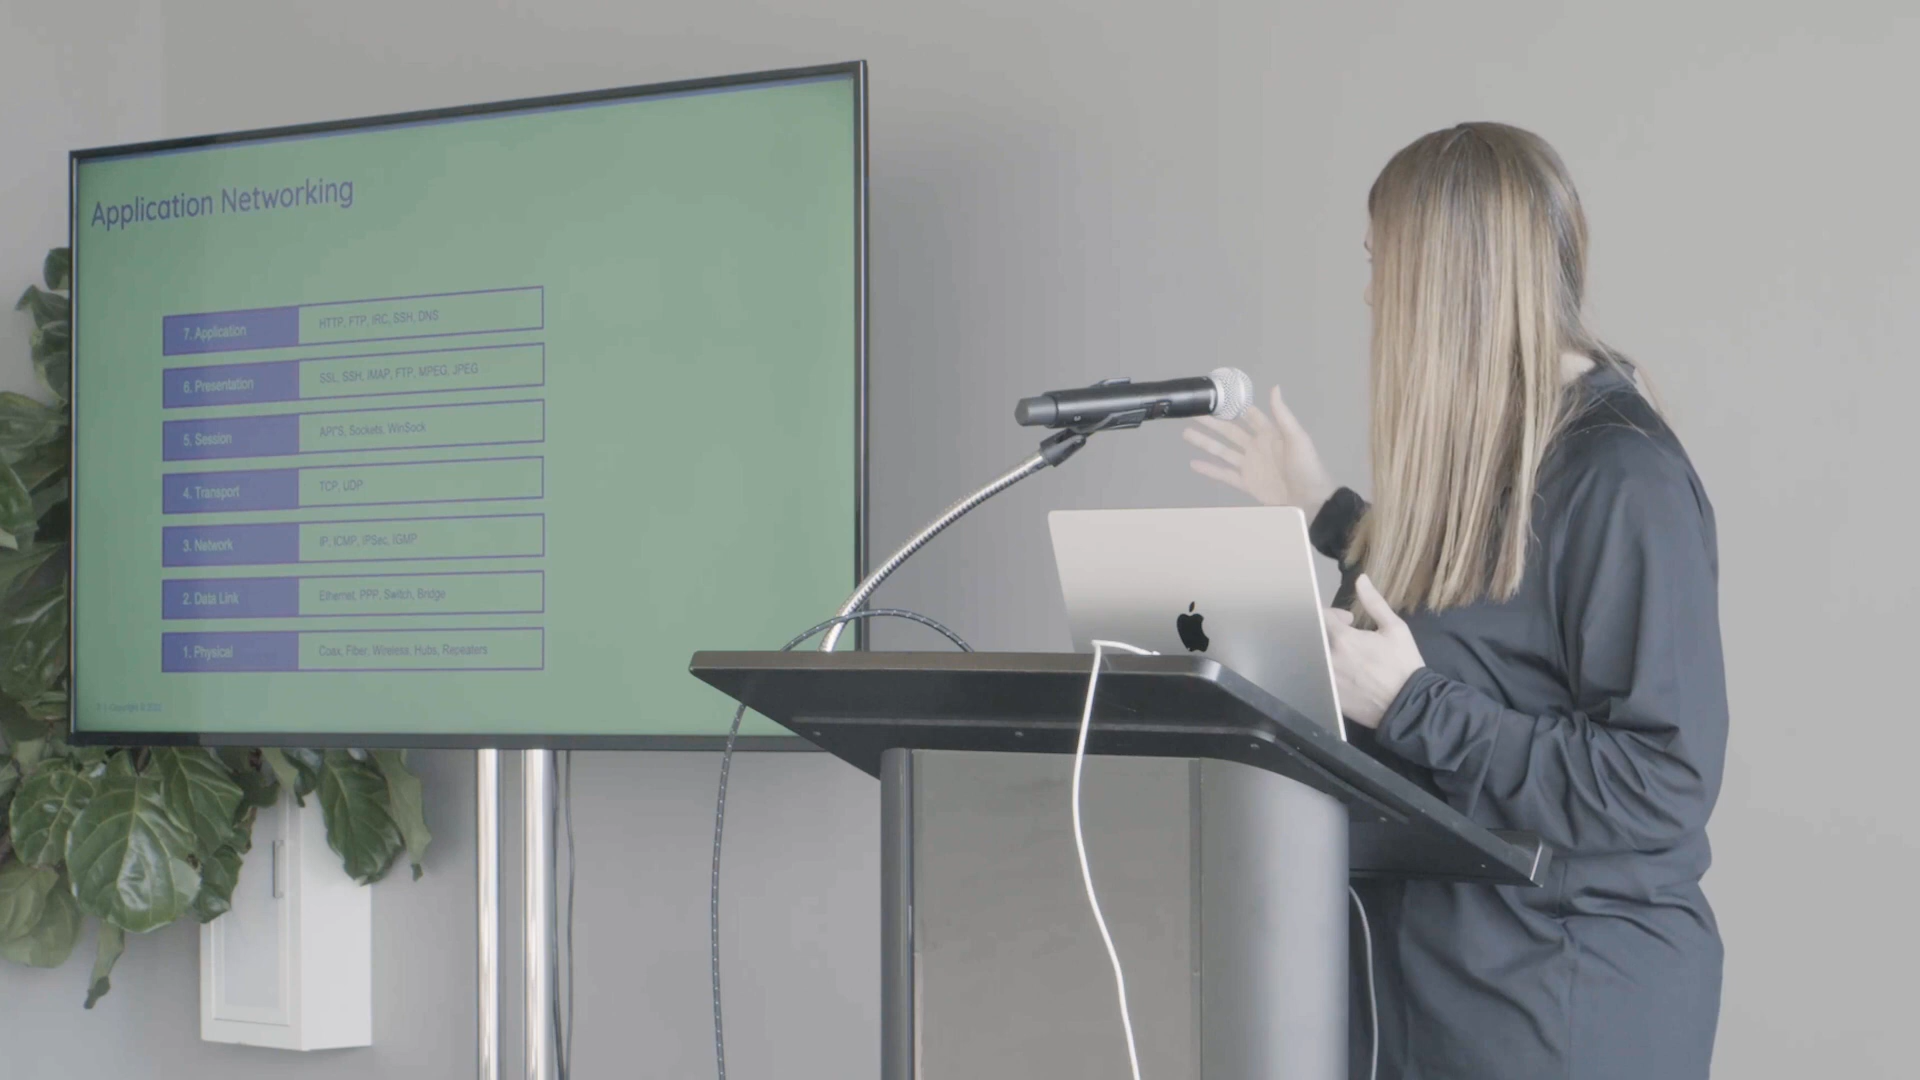 Application Networking
7. Application HTTP, FTP, IRC, SSH, DNS
6. Presentation SSL, SSH, IMAP, FTP, MPEG, JPEG
5. Session API'S, Sockets, WinSock
4. Transport TCP, UDP
3. Network IP, ICMP, IPSec, IGMP
2. Data Link Ethernet, PPP, Switch, Bridge
1. Physical Coax, Fiber, Wireless, Hubs, Repeaters
Copyright ©